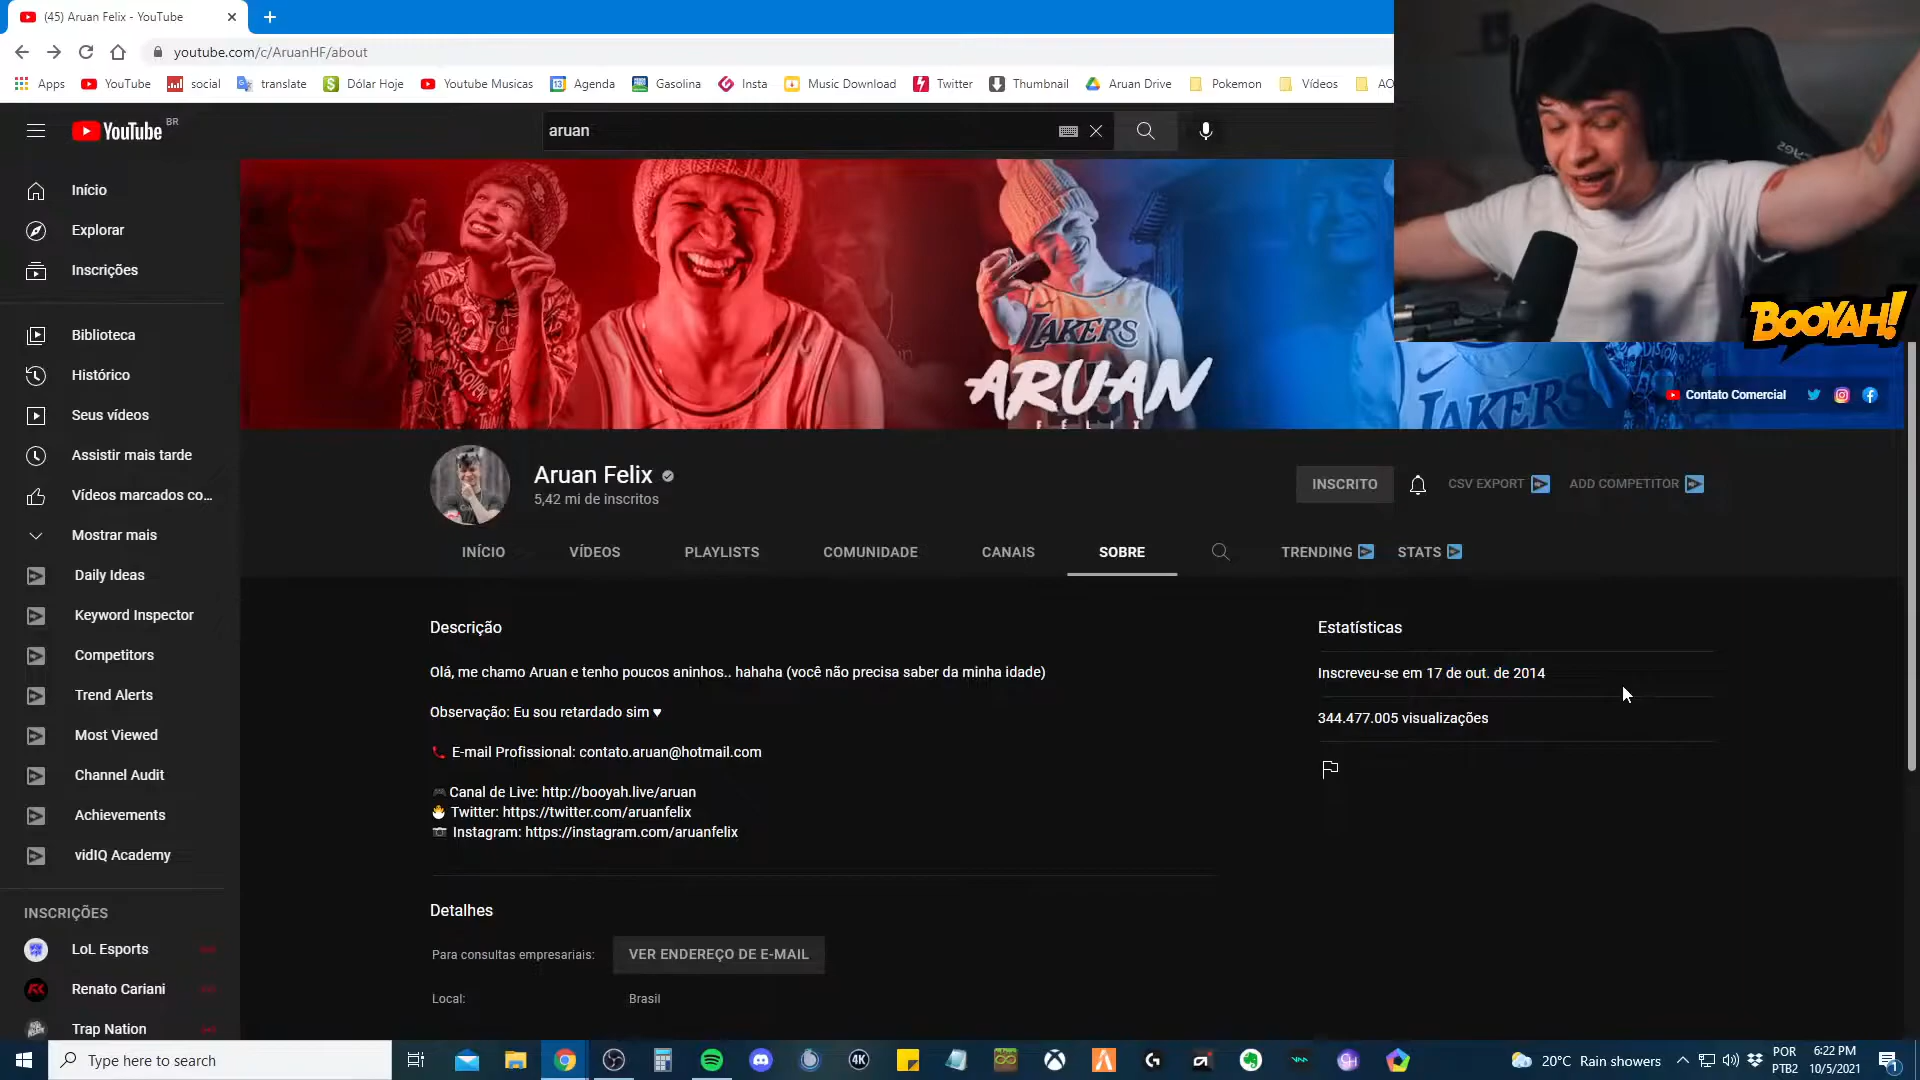 (45) Aruan Felix - YouTube
youtube.com/c/AruanHF/about
Apps YouTube social translate Dólar Hoje Youtube Musicas Agenda Gasolina Insta Music Download Twitter Thumbnail Aruan Drive Pokemon Vídeos AO
YouTube BR
aruan
Início
Explorar
Inscrições
Biblioteca
Histórico
Seus vídeos
Assistir mais tarde
Vídeos marcados co...
Mostrar mais
Daily Ideas
Keyword Inspector
Competitors
Trend Alerts
Most Viewed
Channel Audit
Achievements
vidIQ Academy
INSCRIÇÕES
LoL Esports
Renato Cariani
Trap Nation
LAKERS
ARUAN
FELIX
BOOYAH!
LAKERS
Contato Comercial
Aruan Felix
5,42 mi de inscritos
INSCRITO CSV EXPORT ADD COMPETITOR
INÍCIO VÍDEOS PLAYLISTS COMUNIDADE CANAIS SOBRE TRENDING STATS
Descrição
Olá, me chamo Aruan e tenho poucos aninhos.. hahaha (você não precisa saber da minha idade)
Observação: Eu sou retardado sim ♥
E-mail Profissional: contato.aruan@hotmail.com
Canal de Live: http://booyah.live/aruan
Twitter: https://twitter.com/aruanfelix
Instagram: https://instagram.com/aruanfelix
Detalhes
Para consultas empresariais: VER ENDEREÇO DE E-MAIL
Local: Brasil
Estatísticas
Inscreveu-se em 17 de out. de 2014
344.477.005 visualizações
Type here to search
4K
20°C Rain showers
POR
PTB2
6:22 PM
10/5/2021
1